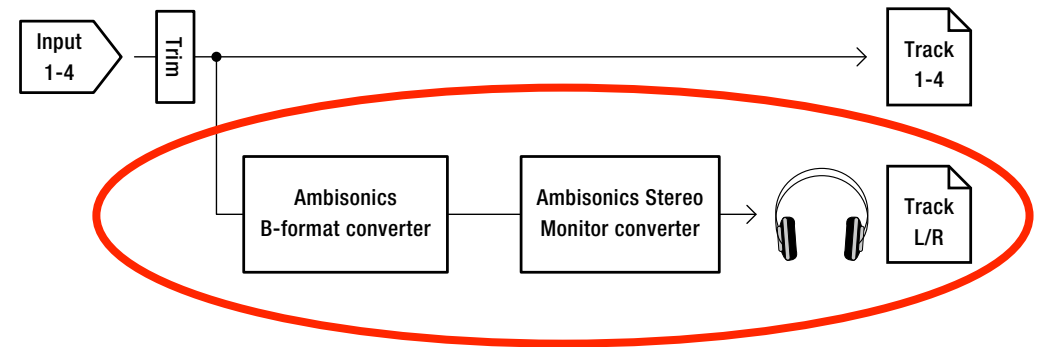 Input
1-4
Trim
Track
1-4
Ambisonics
B-format converter
Ambisonics Stereo
Monitor converter
Track
L/R